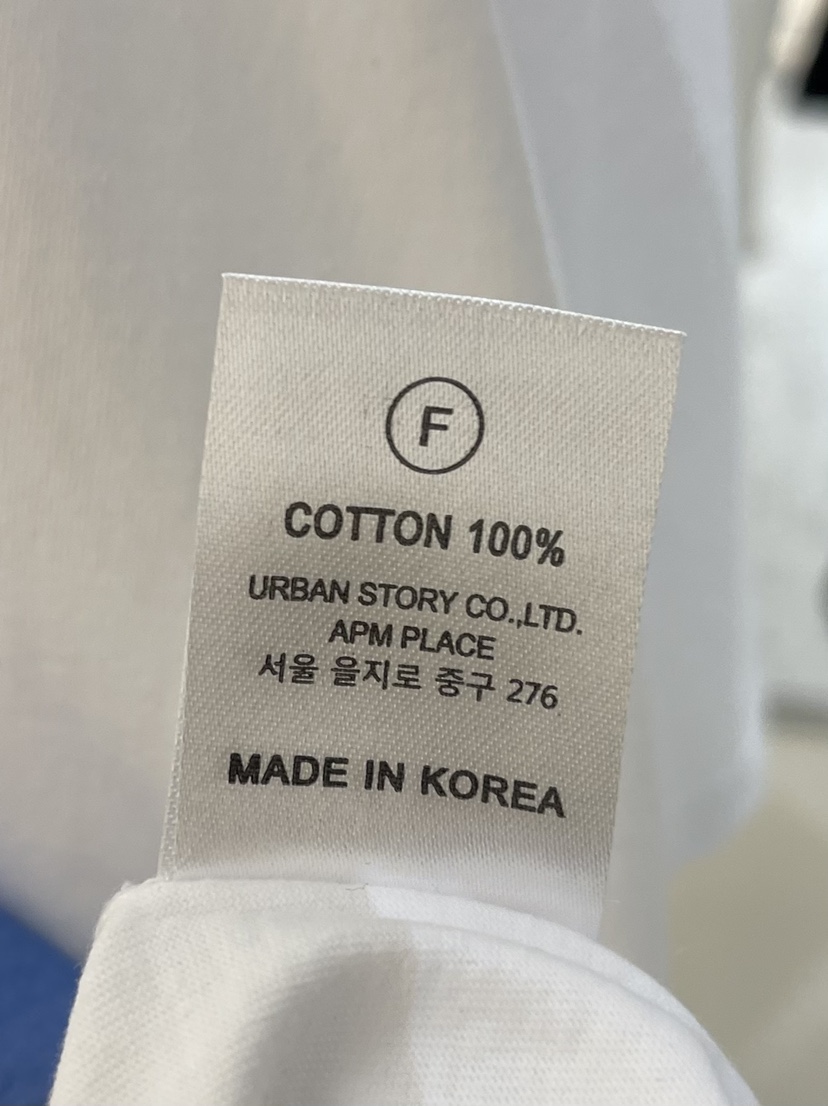 F
COTTON 100%
URBAN STORY CO.,LTD.
APM PLACE
서울 을지로 중구 276
MADE IN KOREA